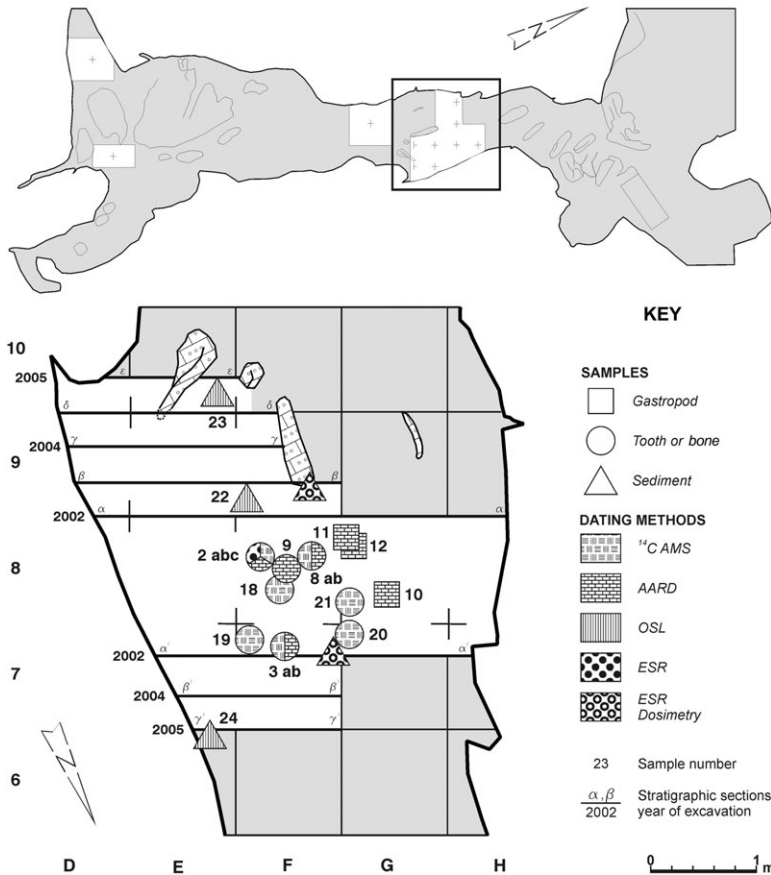 N
KEY
SAMPLES
Gastropod
Tooth or bone
Sediment
DATING METHODS
¹⁴C AMS
AARD
OSL
ESR
ESR
Dosimetry
23 Sample number
α,β Stratigraphic sections
2002 year of excavation
0 1 m
10
ε ε
2005
δ δ
23
γ γ
2004
9
β β
22
2002
α α
11
12
9
2 abc
8
8 ab
18
21
10
19
20
2002
α' α'
3 ab
7
2004
β' β'
2005
γ' γ'
24
6
N
D E F G H